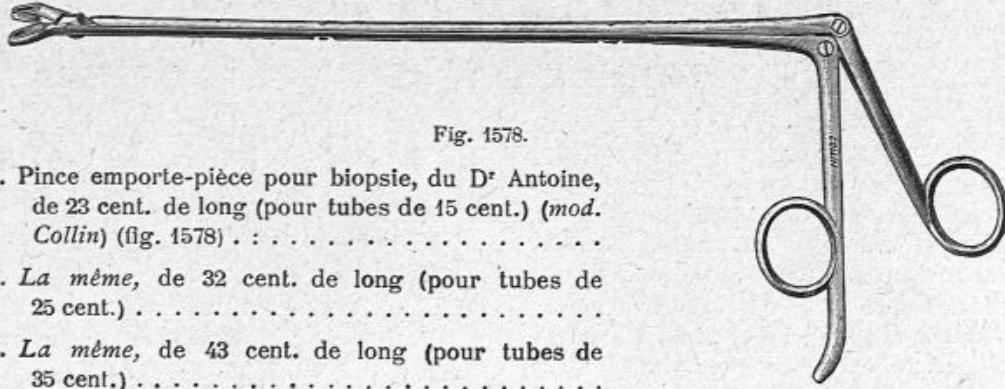 Fig. 1578.
. Pince emporte-pièce pour biopsie, du Dʳ Antoine,
de 23 cent. de long (pour tubes de 15 cent.) (mod.
Collin) (fig. 1578) . : . . . . . . . . . . . . . . . . . . . .
. La même, de 32 cent. de long (pour tubes de
25 cent.) . . . . . . . . . . . . . . . . . . . . . . . . . .
. La même, de 43 cent. de long (pour tubes de
35 cent.) . . . . . . . . . . . . . . . . . . . . . . . . . .
COLLIN